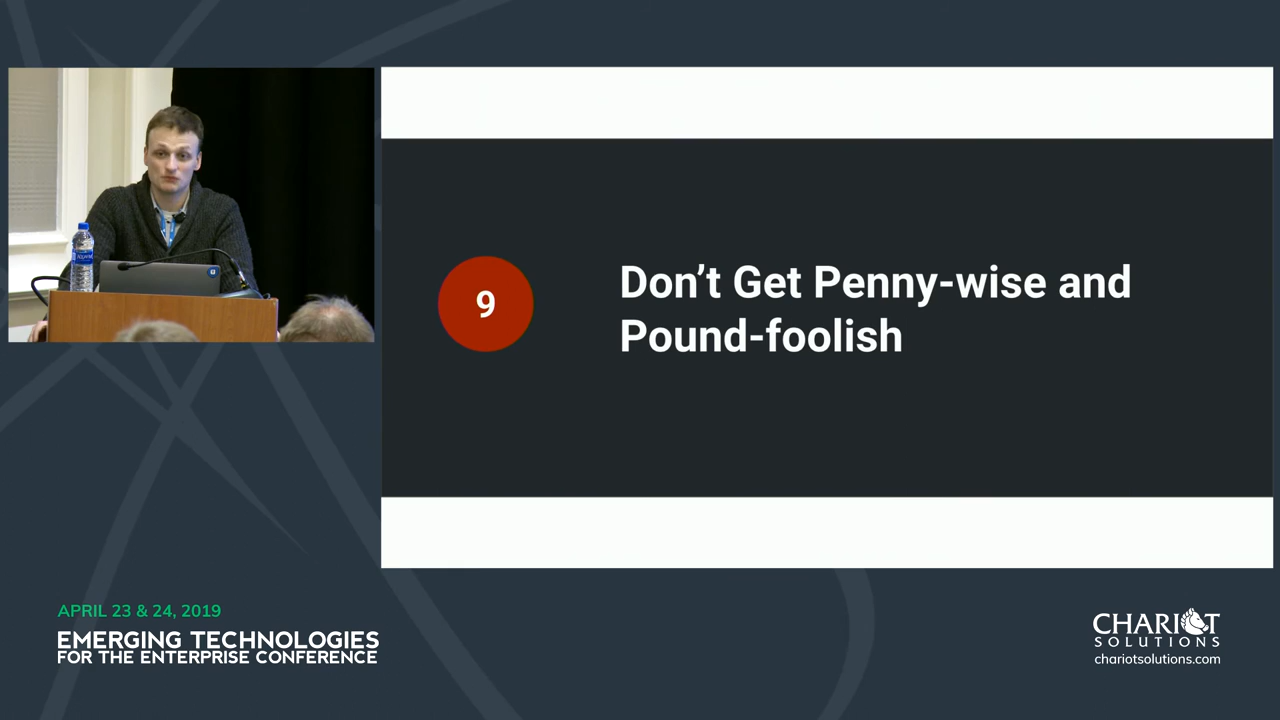 9
Don't Get Penny-wise and
Pound-foolish
APRIL 23 & 24, 2019
EMERGING TECHNOLOGIES
FOR THE ENTERPRISE CONFERENCE
CHARIOT
SOLUTIONS
chariotsolutions.com